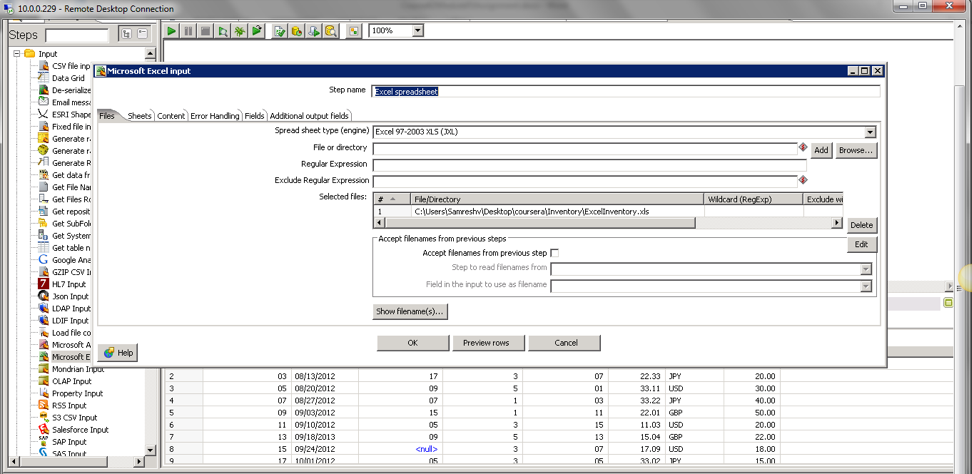 10.0.0.229 - Remote Desktop Connection
Steps
100%
Input
CSV file inp
Data Grid
De-serialize
Email messa
ESRI Shape
Fixed file in
Generate ra
Generate ra
Generate R
Get data fr
Get File Nar
Get Files Ro
Get reposit
Get SubFol
Get System
Get table n
Google Ana
GZIP CSV In
HL7 Input
Json Input
LDAP Input
LDIF Input
Load file co
Microsoft A
Microsoft E
Mondrian Input
OLAP Input
Property Input
RSS Input
S3 CSV Input
Salesforce Input
SAP Input
SAS Input
Microsoft Excel input
Step name Excel spreadsheet
Files Sheets Content Error Handling Fields Additional output fields
Spread sheet type (engine) Excel 97-2003 XLS (JXL)
File or directory Add Browse...
Regular Expression
Exclude Regular Expression
Selected files: # File/Directory Wildcard (RegExp) Exclude wi
1 C:\Users\Samreshv\Desktop\coursera\Inventory\ExcelInventory.xls
Delete
Edit
Accept filenames from previous steps
Accept filenames from previous step
Step to read filenames from
Field in the input to use as filename
Show filename(s)...
OK Preview rows Cancel
Help
2 03 08/13/2012 17 3 07 22.33 JPY 20.00
3 05 08/20/2012 09 5 01 33.11 USD 30.00
4 07 08/27/2012 07 1 03 33.22 JPY 40.00
5 09 09/03/2012 15 1 11 22.01 GBP 50.00
6 11 09/10/2012 05 3 15 11.03 USD 20.00
7 13 09/18/2013 09 5 13 15.04 GBP 22.00
8 15 09/24/2012 <null> 3 07 17.09 USD 18.00
9 17 10/01/2012 05 3 05 33.02 JPY 15.00